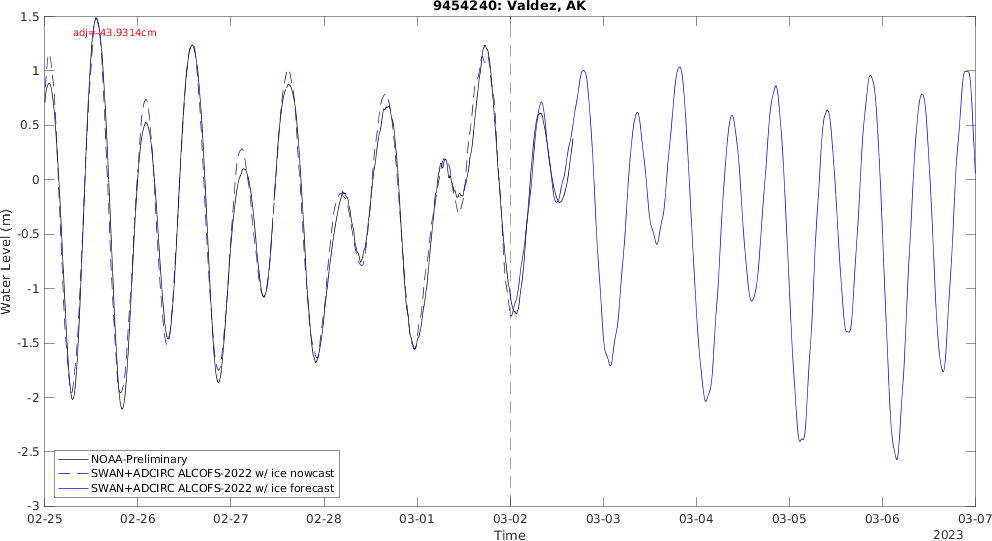 9454240: Valdez, AK
adj=-43.9314cm
1.5
1
0.5
0
-0.5
-1
-1.5
-2
-2.5
-3
Water Level (m)
NOAA-Preliminary
SWAN+ADCIRC ALCOFS-2022 w/ ice nowcast
SWAN+ADCIRC ALCOFS-2022 w/ ice forecast
02-25 02-26 02-27 02-28 03-01 03-02 03-03 03-04 03-05 03-06 03-07
Time
2023